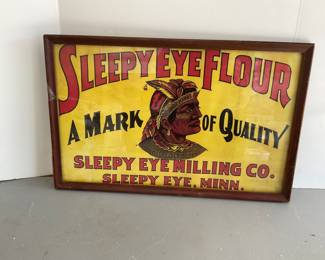 SLEEPY EYE FLOUR
A MARK OF QUALITY
SLEEPY EYE MILLING CO.
SLEEPY EYE, MINN.